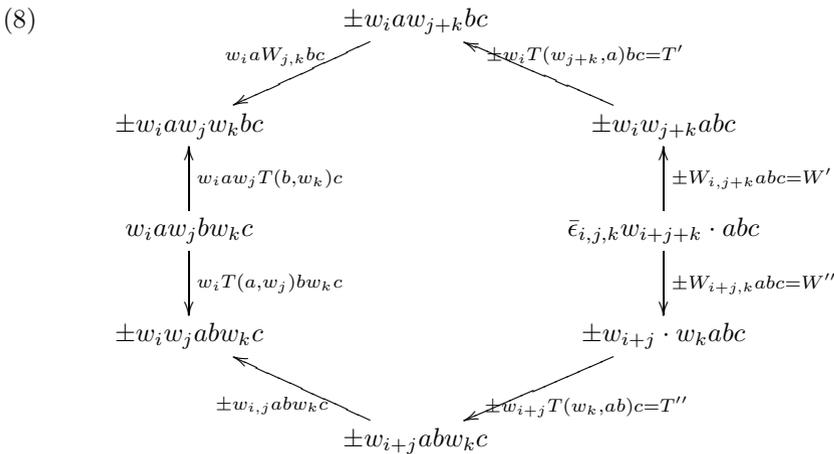 (8)
±w_i a w_{j+k} bc
w_i a W_{j,k} bc
±w_i T(w_{j+k},a)bc=T′
±w_i a w_j w_k bc
±w_i w_{j+k} abc
w_i a w_j T(b,w_k)c
±W_{i,j+k} abc=W′
w_i a w_j b w_k c
ϵ̄_{i,j,k} w_{i+j+k} · abc
w_i T(a,w_j) b w_k c
±W_{i+j,k} abc=W″
±w_i w_j ab w_k c
±w_{i+j} · w_k abc
±w_{i,j} ab w_k c
±w_{i+j} T(w_k,ab)c=T″
±w_{i+j} ab w_k c